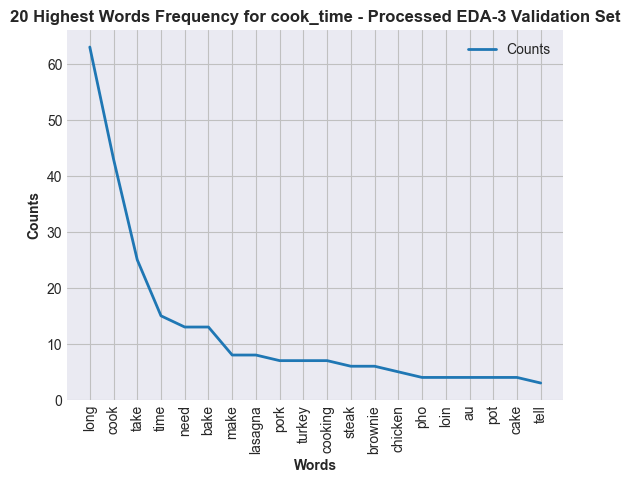 20 Highest Words Frequency for cook_time - Processed EDA-3 Validation Set
Counts
60
50
40
30
20
10
0
Counts
long
cook
take
time
need
bake
make
lasagna
pork
turkey
cooking
steak
brownie
chicken
pho
loin
au
pot
cake
tell
Words